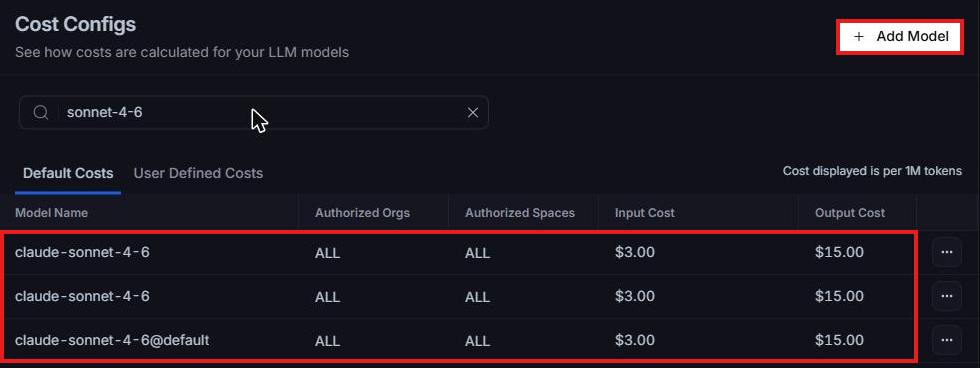 Cost Configs
See how costs are calculated for your LLM models
+ Add Model
sonnet-4-6
Default Costs User Defined Costs
Cost displayed is per 1M tokens
Model Name Authorized Orgs Authorized Spaces Input Cost Output Cost
claude-sonnet-4-6 ALL ALL $3.00 $15.00
claude-sonnet-4-6 ALL ALL $3.00 $15.00
claude-sonnet-4-6@default ALL ALL $3.00 $15.00